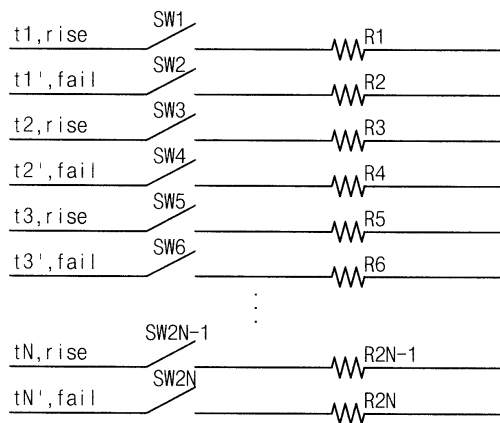 t1,rise SW1 R1
t1',fail SW2 R2
t2,rise SW3 R3
t2',fail SW4 R4
t3,rise SW5 R5
t3',fail SW6 R6
tN,rise SW2N-1 R2N-1
tN',fail SW2N R2N